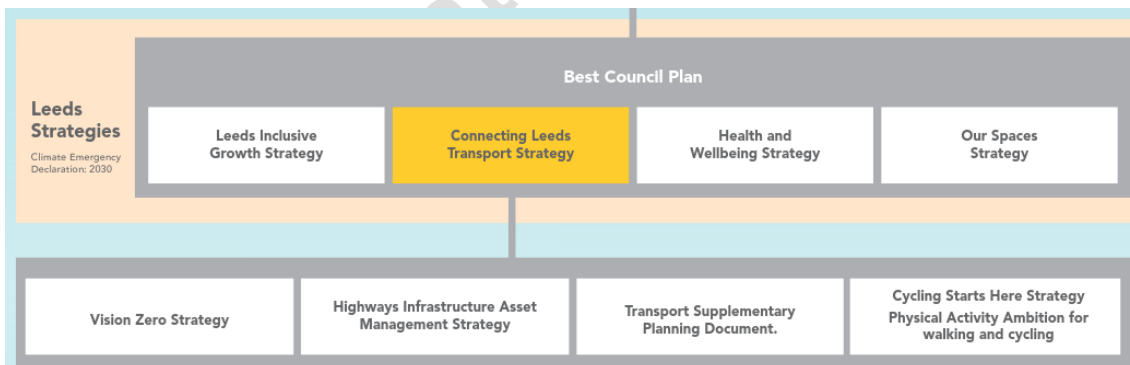 Best Council Plan
Leeds
Strategies
Climate Emergency
Declaration: 2030
Leeds Inclusive
Growth Strategy
Connecting Leeds
Transport Strategy
Health and
Wellbeing Strategy
Our Spaces
Strategy
Vision Zero Strategy
Highways Infrastructure Asset
Management Strategy
Transport Supplementary
Planning Document.
Cycling Starts Here Strategy
Physical Activity Ambition for
walking and cycling